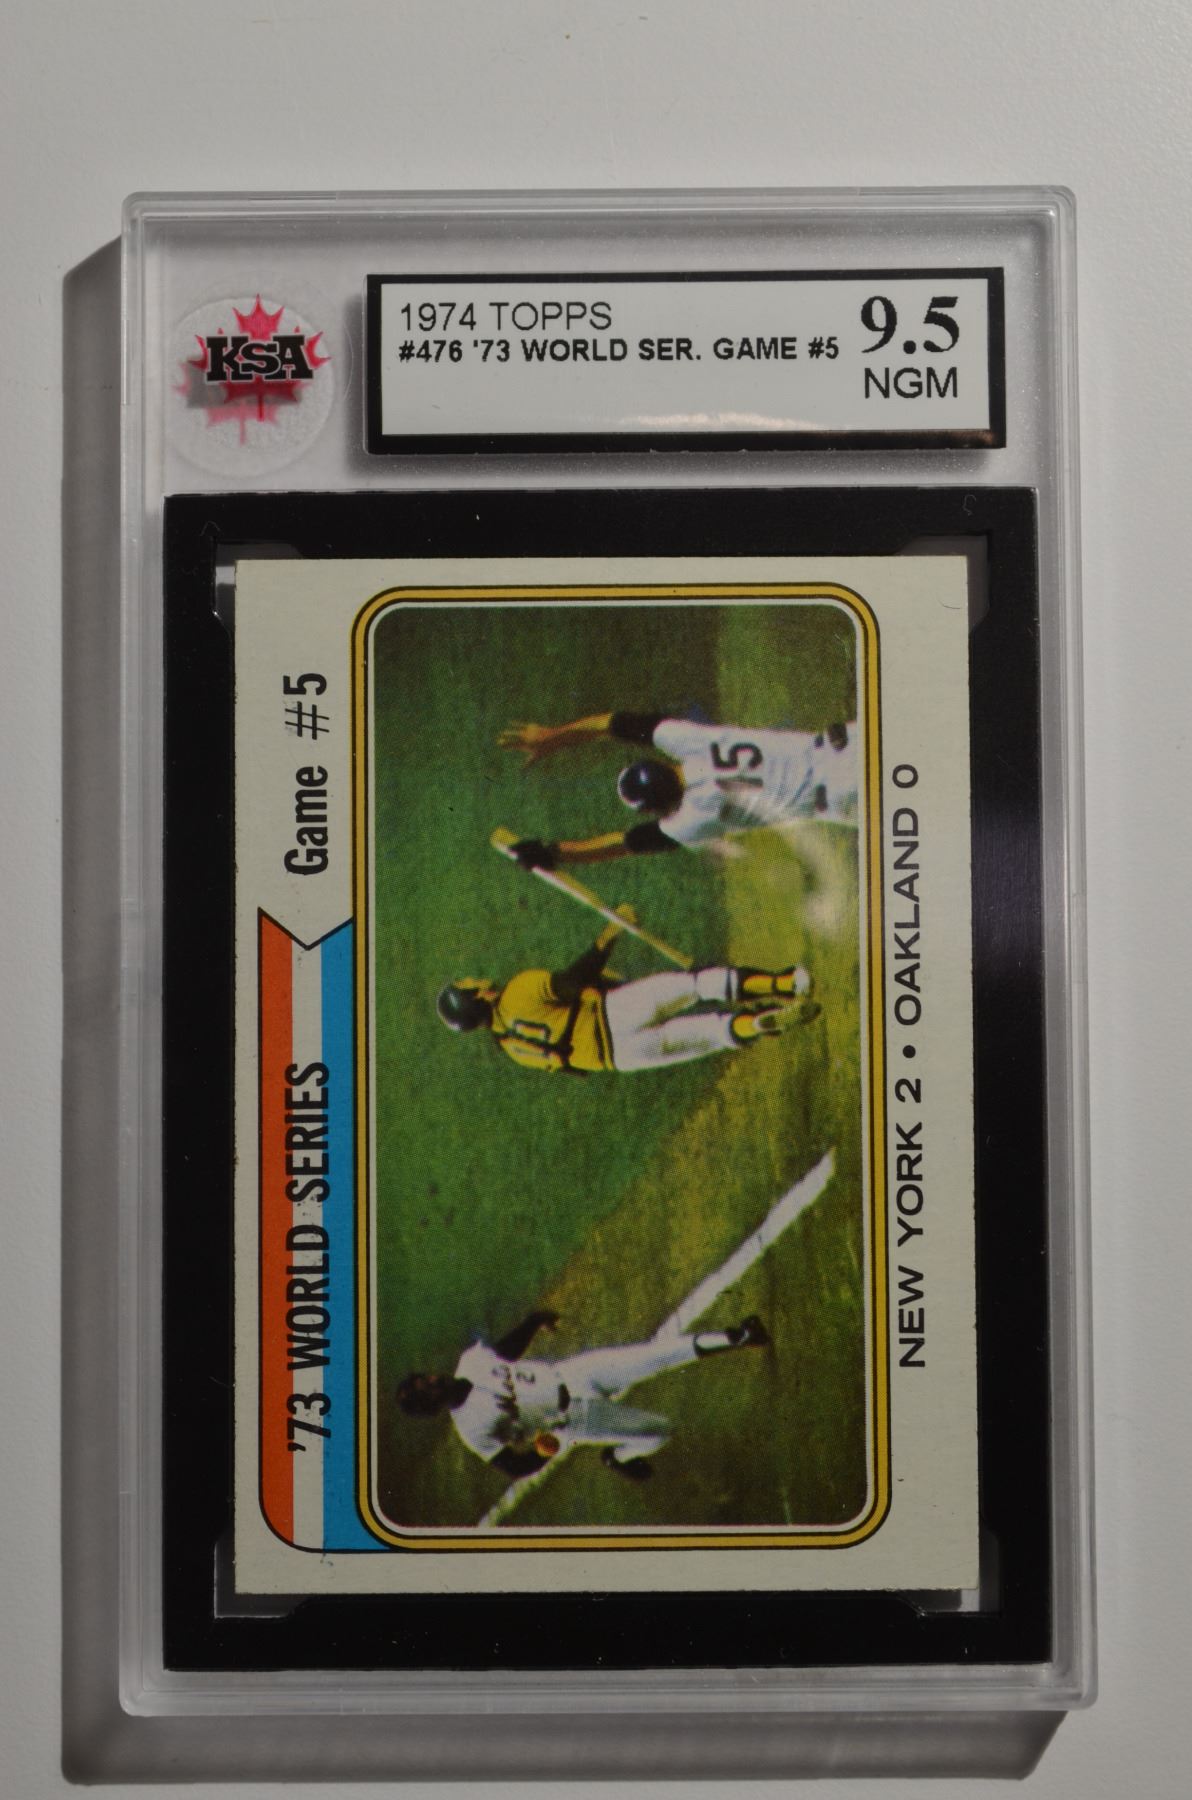 KSA
1974 TOPPS
#476 '73 WORLD SER. GAME #5
9.5
NGM
'73 WORLD SERIES
Game #5
15
2
NEW YORK 2 • OAKLAND 0